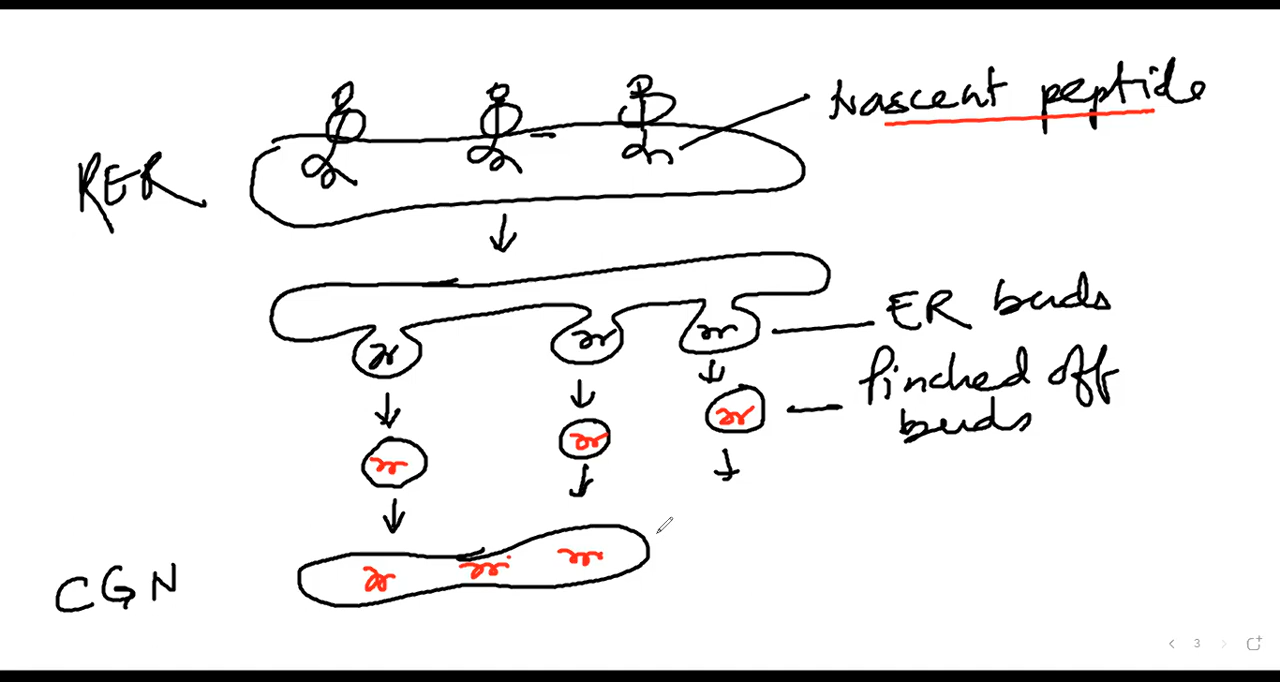 Nascent peptide
RER
ER buds
Pinched off
buds
CGN
3